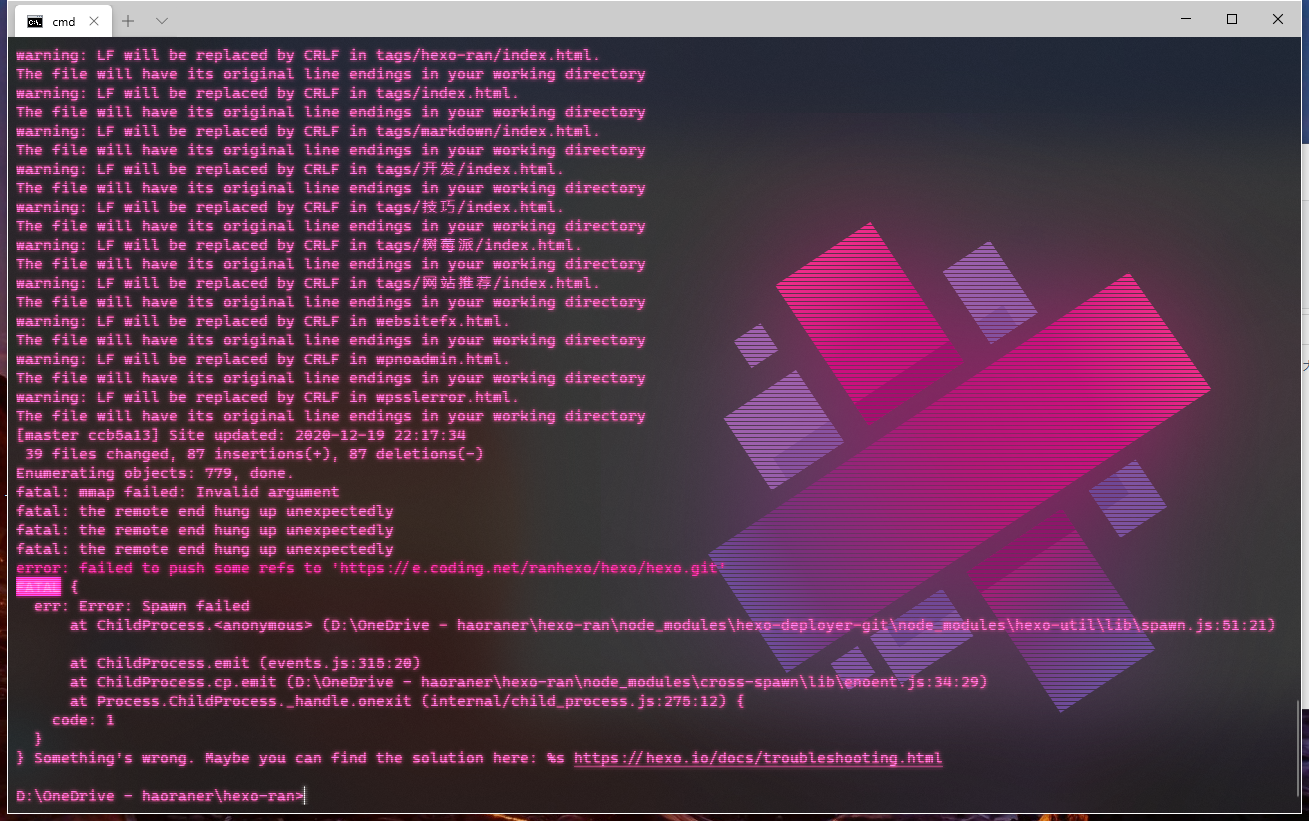 cmd
warning: LF will be replaced by CRLF in tags/hexo-ran/index.html.
The file will have its original line endings in your working directory
warning: LF will be replaced by CRLF in tags/index.html.
The file will have its original line endings in your working directory
warning: LF will be replaced by CRLF in tags/markdown/index.html.
The file will have its original line endings in your working directory
warning: LF will be replaced by CRLF in tags/开发/index.html.
The file will have its original line endings in your working directory
warning: LF will be replaced by CRLF in tags/技巧/index.html.
The file will have its original line endings in your working directory
warning: LF will be replaced by CRLF in tags/树莓派/index.html.
The file will have its original line endings in your working directory
warning: LF will be replaced by CRLF in tags/网站推荐/index.html.
The file will have its original line endings in your working directory
warning: LF will be replaced by CRLF in websitefx.html.
The file will have its original line endings in your working directory
warning: LF will be replaced by CRLF in wpnoadmin.html.
The file will have its original line endings in your working directory
warning: LF will be replaced by CRLF in wpsslerror.html.
The file will have its original line endings in your working directory
[master ccb5a13] Site updated: 2020-12-19 22:17:34
 39 files changed, 87 insertions(+), 87 deletions(-)
Enumerating objects: 779, done.
fatal: mmap failed: Invalid argument
fatal: the remote end hung up unexpectedly
fatal: the remote end hung up unexpectedly
fatal: the remote end hung up unexpectedly
error: failed to push some refs to 'https://e.coding.net/ranhexo/hexo/hexo.git'
FATAL {
  err: Error: Spawn failed
      at ChildProcess.<anonymous> (D:\OneDrive - haoraner\hexo-ran\node_modules\hexo-deployer-git\node_modules\hexo-util\lib\spawn.js:51:21)
      at ChildProcess.emit (events.js:315:20)
      at ChildProcess.cp.emit (D:\OneDrive - haoraner\hexo-ran\node_modules\cross-spawn\lib\enoent.js:34:29)
      at Process.ChildProcess._handle.onexit (internal/child_process.js:275:12) {
    code: 1
  }
} Something's wrong. Maybe you can find the solution here: %s https://hexo.io/docs/troubleshooting.html
D:\OneDrive - haoraner\hexo-ran>